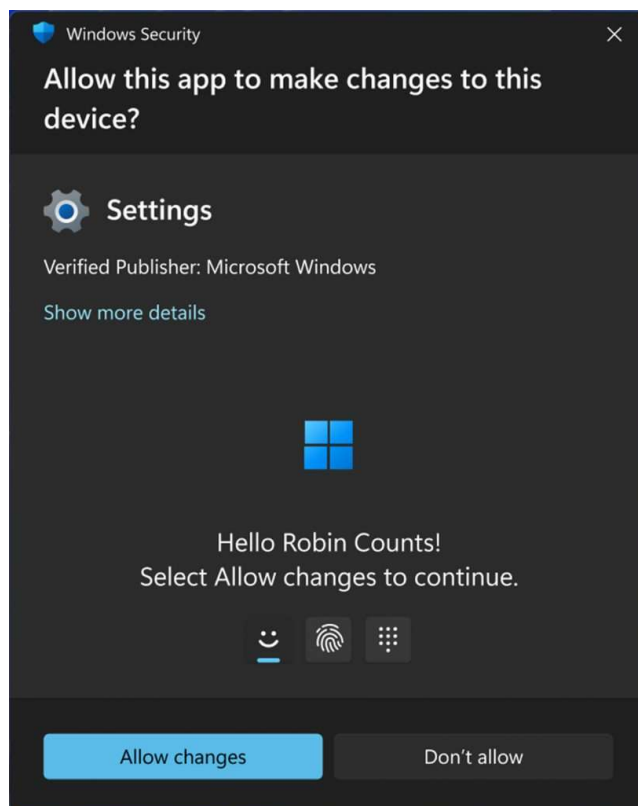 Windows Security
Allow this app to make changes to this
device?
Settings
Verified Publisher: Microsoft Windows
Show more details
Hello Robin Counts!
Select Allow changes to continue.
Allow changes
Don't allow